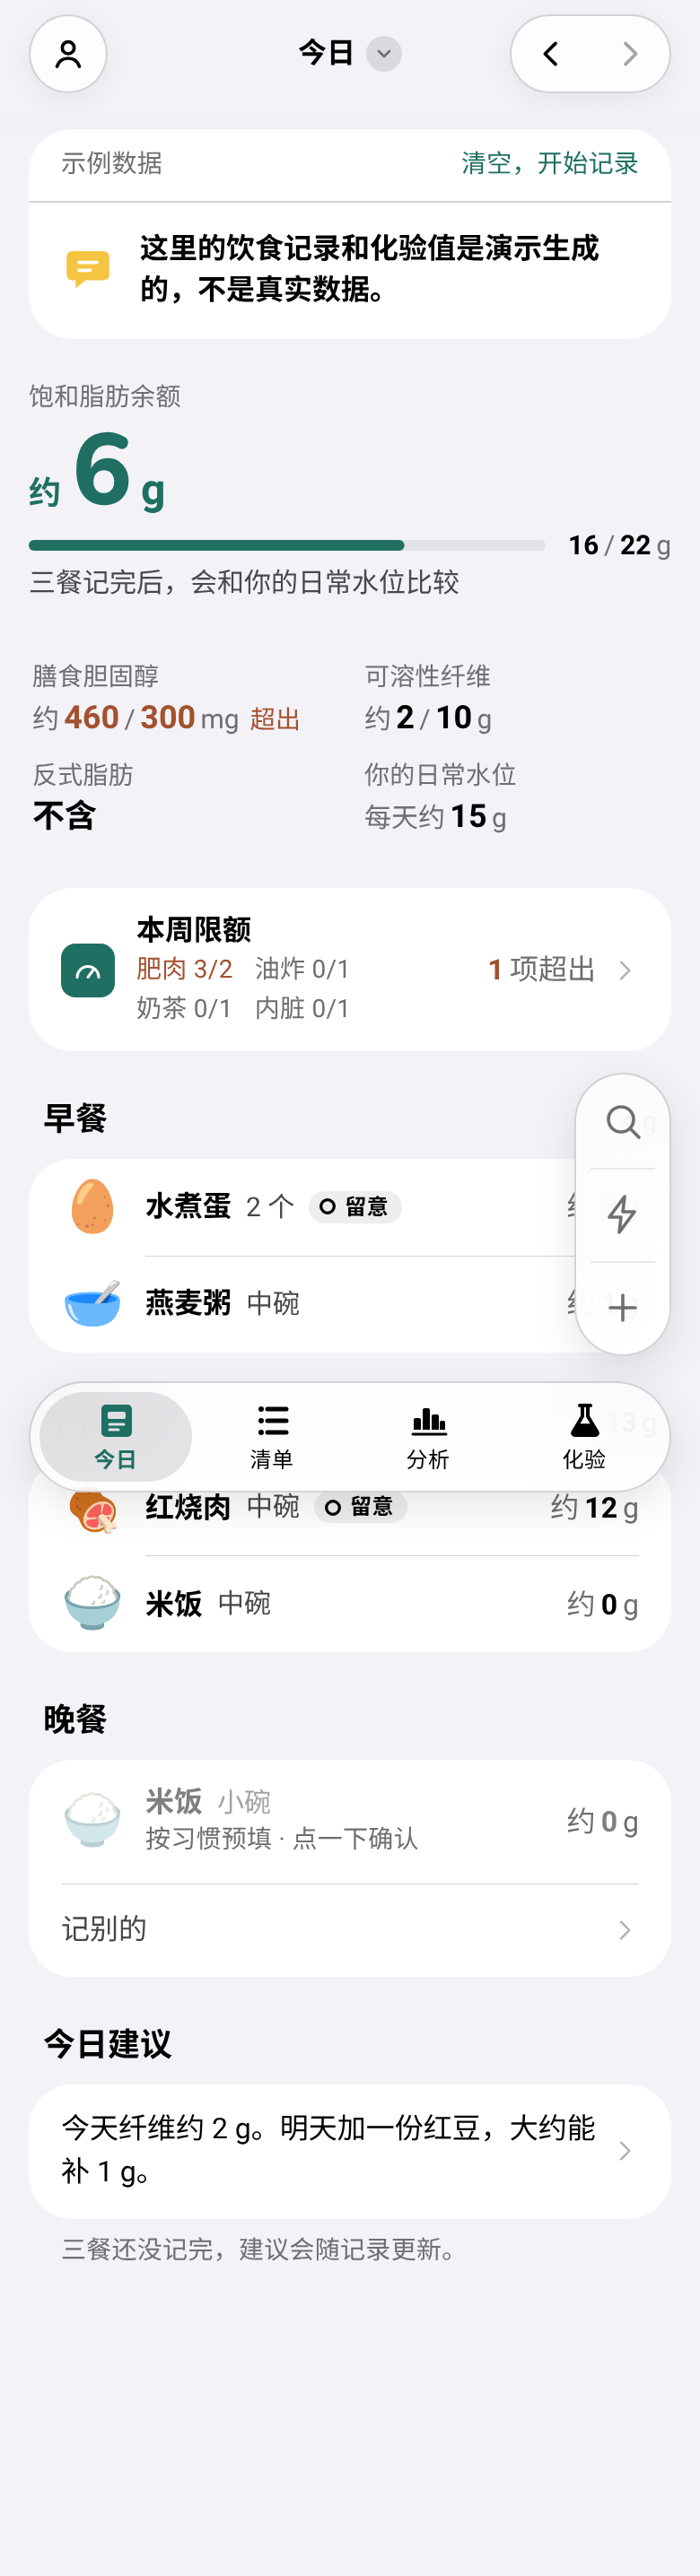 今日
示例数据
清空，开始记录
这里的饮食记录和化验值是演示生成
的，不是真实数据。
饱和脂肪余额
约 6 g
16 / 22 g
三餐记完后，会和你的日常水位比较
膳食胆固醇
约 460 / 300 mg 超出
可溶性纤维
约 2 / 10 g
反式脂肪
不含
你的日常水位
每天约 15 g
本周限额
肥肉 3/2 油炸 0/1
奶茶 0/1 内脏 0/1
1 项超出
早餐
水煮蛋 2 个 留意
燕麦粥 中碗
今日
清单
分析
化验
13 g
红烧肉 中碗 留意 约 12 g
米饭 中碗 约 0 g
晚餐
米饭 小碗
按习惯预填 · 点一下确认
约 0 g
记别的
今日建议
今天纤维约 2 g。明天加一份红豆，大约能
补 1 g。
三餐还没记完，建议会随记录更新。